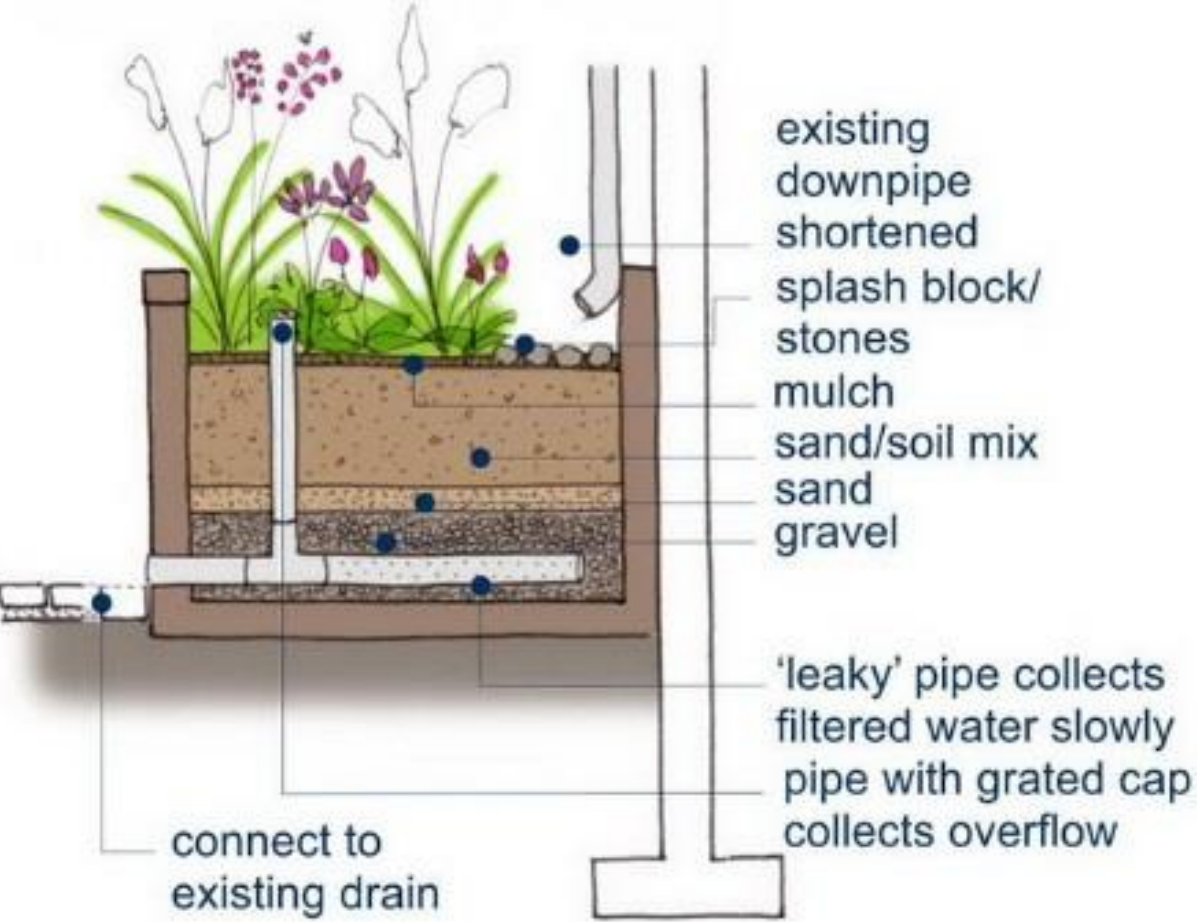 existing
downpipe
shortened
splash block/
stones
mulch
sand/soil mix
sand
gravel
‘leaky’ pipe collects
filtered water slowly
pipe with grated cap
collects overflow
connect to
existing drain